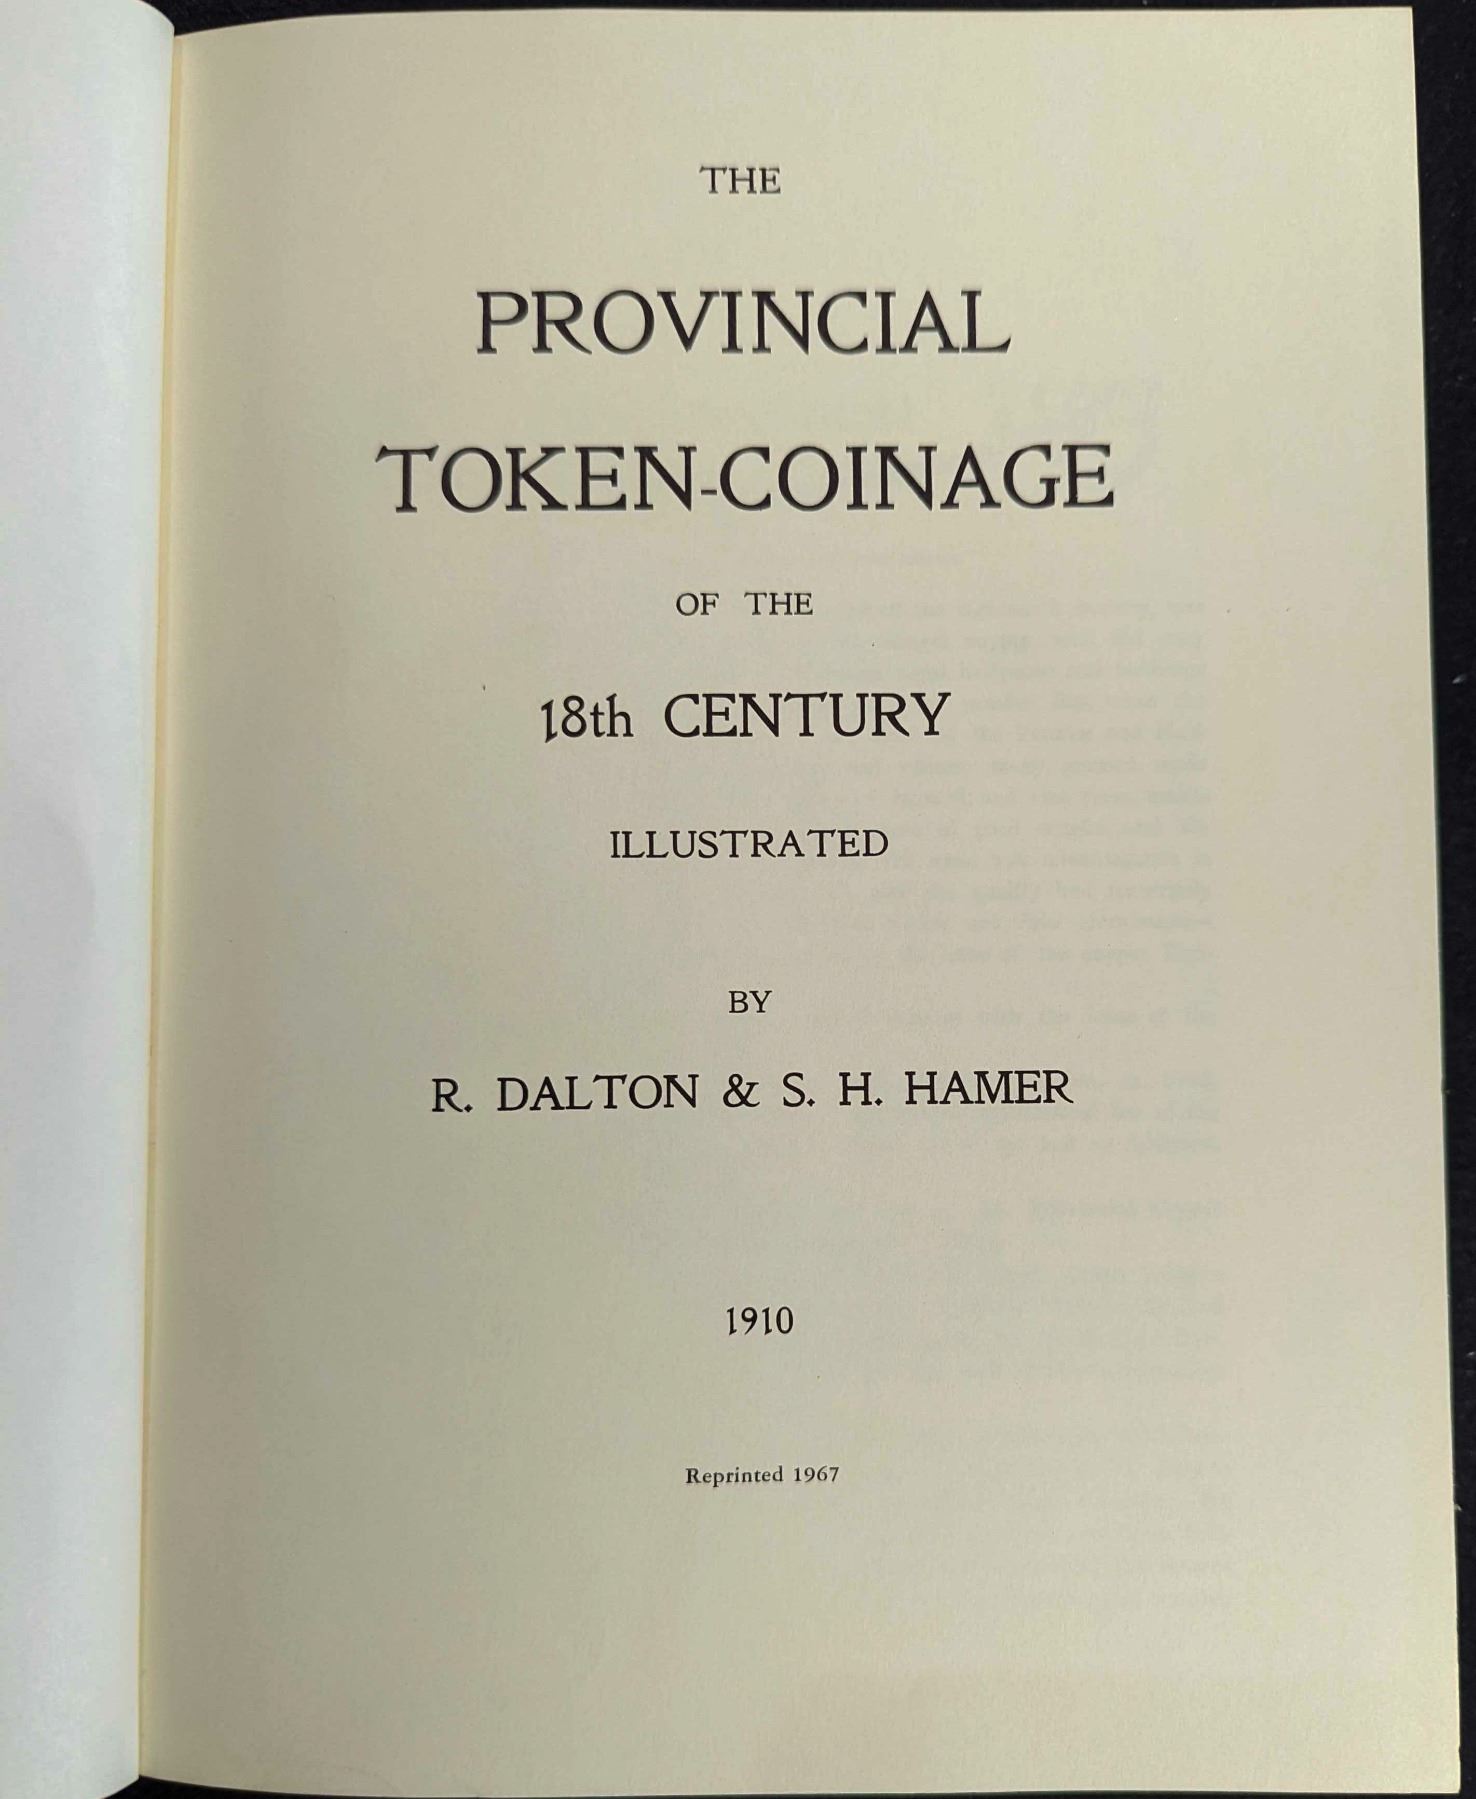 THE
PROVINCIAL
TOKEN-COINAGE
OF THE
18th CENTURY
ILLUSTRATED
BY
R. DALTON & S. H. HAMER
1910
Reprinted 1967